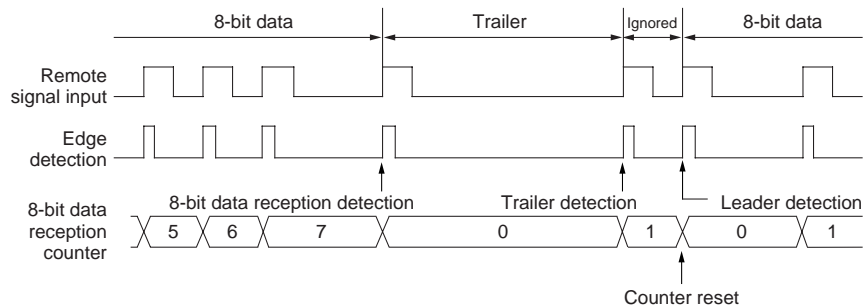 8-bit data Trailer Ignored 8-bit data
Remote
signal input
Edge
detection
8-bit data reception detection Trailer detection Leader detection
8-bit data
reception
counter
5 6 7 0 1 0 1
Counter reset